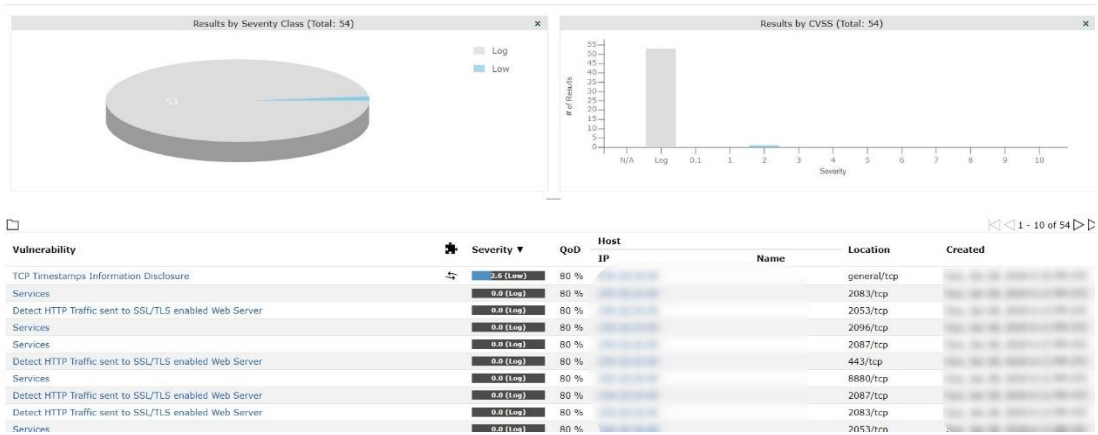 Results by Severity Class (Total: 54) ×
53
Log
Low
Results by CVSS (Total: 54) ×
# of Results
55
50
45
40
35
30
25
20
15
10
5
0
N/A Log 0.1 1 2 3 4 5 6 7 8 9 10
Severity
1 - 10 of 54
Vulnerability Severity ▼ QoD Host Location Created
IP Name
TCP Timestamps Information Disclosure 2.6 (Low) 80 % general/tcp
Services 0.0 (Log) 80 % 2083/tcp
Detect HTTP Traffic sent to SSL/TLS enabled Web Server 0.0 (Log) 80 % 2053/tcp
Services 0.0 (Log) 80 % 2096/tcp
Services 0.0 (Log) 80 % 2087/tcp
Detect HTTP Traffic sent to SSL/TLS enabled Web Server 0.0 (Log) 80 % 443/tcp
Services 0.0 (Log) 80 % 8880/tcp
Detect HTTP Traffic sent to SSL/TLS enabled Web Server 0.0 (Log) 80 % 2087/tcp
Detect HTTP Traffic sent to SSL/TLS enabled Web Server 0.0 (Log) 80 % 2083/tcp
Services 0.0 (Log) 80 % 2053/tcp